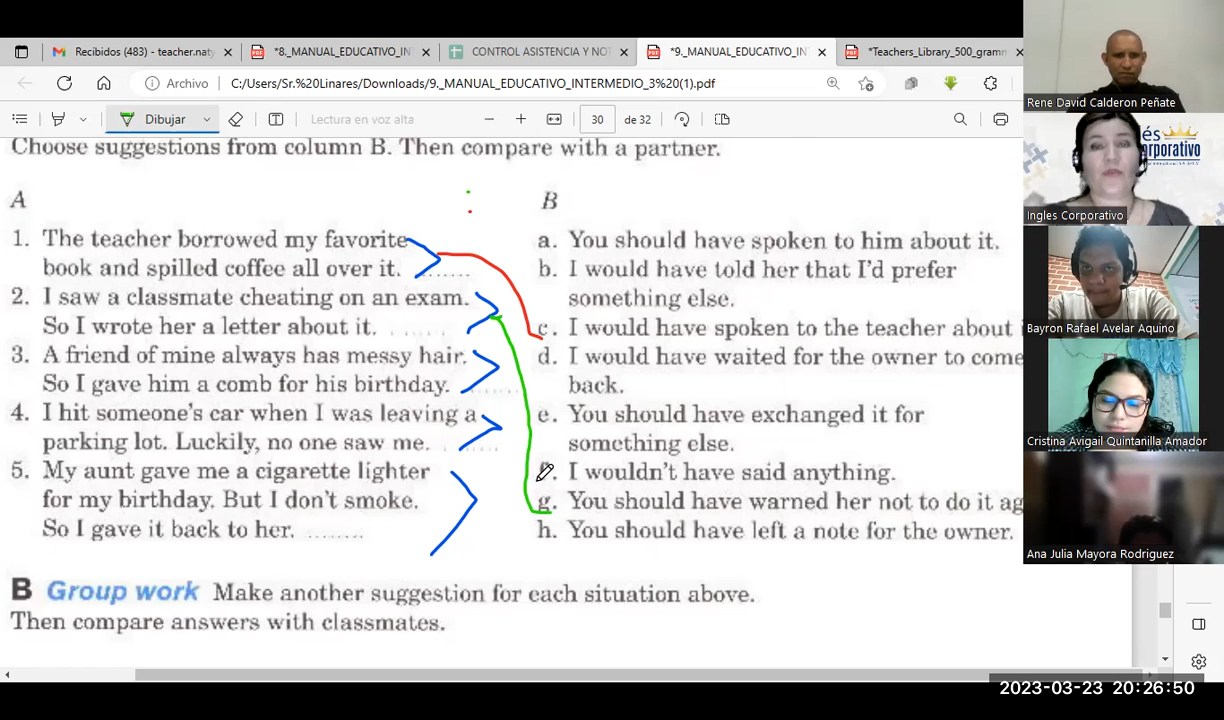 Recibidos (483) - teacher.naty
*8._MANUAL_EDUCATIVO_IN
CONTROL ASISTENCIA Y NOT
*9._MANUAL_EDUCATIVO_IN
*Teachers_Library_500_gramm
Archivo
C:/Users/Sr.%20Linares/Downloads/9._MANUAL_EDUCATIVO_INTERMEDIO_3%20(1).pdf
Dibujar
Lectura en voz alta
30
de 32
Choose suggestions from column B. Then compare with a partner.
A
1. The teacher borrowed my favorite
book and spilled coffee all over it. ........
2. I saw a classmate cheating on an exam.
So I wrote her a letter about it.
3. A friend of mine always has messy hair.
So I gave him a comb for his birthday.
4. I hit someone's car when I was leaving a
parking lot. Luckily, no one saw me.
5. My aunt gave me a cigarette lighter
for my birthday. But I don't smoke.
So I gave it back to her. ........
B
a. You should have spoken to him about it.
b. I would have told her that I'd prefer
something else.
c. I would have spoken to the teacher about i
d. I would have waited for the owner to come
back.
e. You should have exchanged it for
something else.
I wouldn't have said anything.
g. You should have warned her not to do it ag
h. You should have left a note for the owner.
B Group work Make another suggestion for each situation above.
Then compare answers with classmates.
Rene David Calderon Peñate
és
rporativo
Ingles Corporativo
Bayron Rafael Avelar Aquino
Cristina Avigail Quintanilla Amador
Ana Julia Mayora Rodriguez
2023-03-23 20:26:50